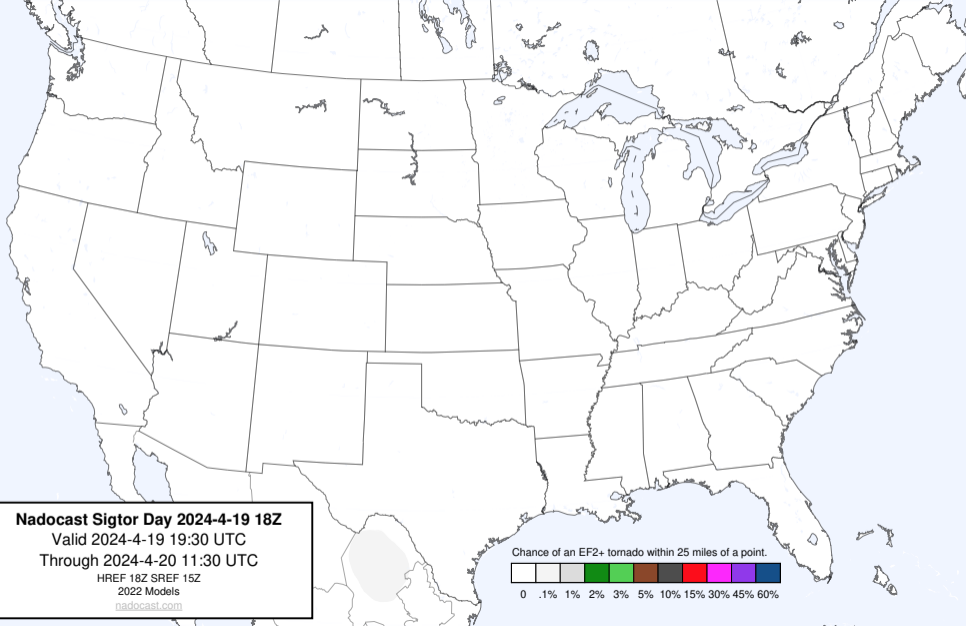 Nadocast Sigtor Day 2024-4-19 18Z
Valid 2024-4-19 19:30 UTC
Through 2024-4-20 11:30 UTC
HREF 18Z SREF 15Z
2022 Models
nadocast.com
Chance of an EF2+ tornado within 25 miles of a point.
0 .1% 1% 2% 3% 5% 10% 15% 30% 45% 60%